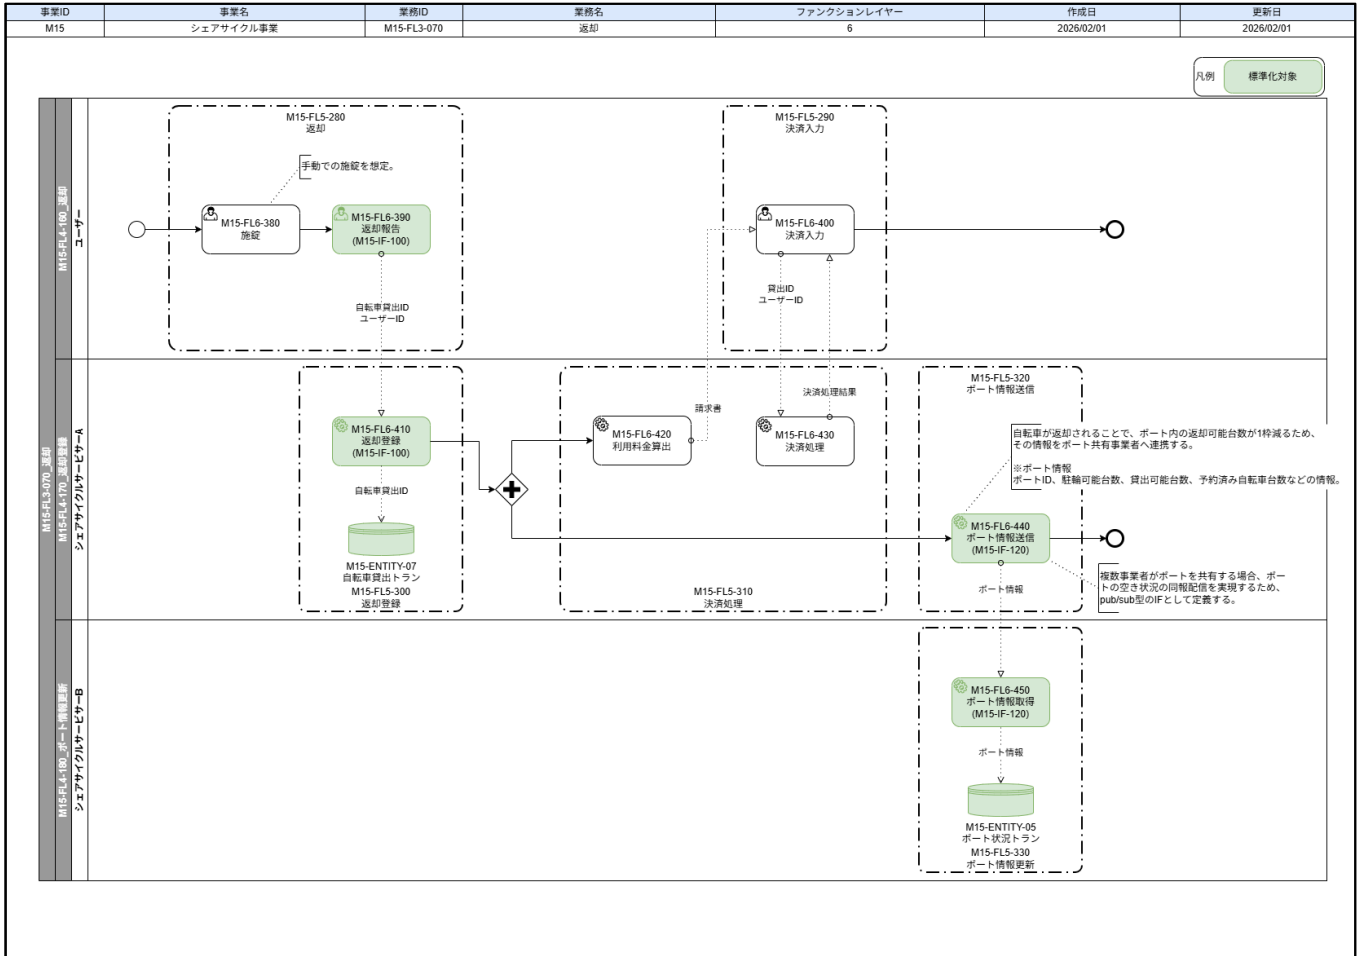 事業ID 事業名 業務ID 業務名 ファンクションレイヤー 作成日 更新日
M15 シェアサイクル事業 M15-FL3-070 返却 6 2026/02/01 2026/02/01
凡例 標準化対象
M15-FL3-070_返却
M15-FL4-160_返却
ユーザー
M15-FL5-280
返却
手動での施錠を想定。
M15-FL6-380
施錠
M15-FL6-390
返却報告
(M15-IF-100)
自転車貸出ID
ユーザーID
M15-FL5-290
決済入力
M15-FL6-400
決済入力
貸出ID
ユーザーID
M15-FL4-170_返却登録
シェアサイクルサービサーA
M15-FL6-410
返却登録
(M15-IF-100)
自転車貸出ID
M15-ENTITY-07
自転車貸出トラン
M15-FL5-300
返却登録
M15-FL6-420
利用料金算出
請求書
決済処理結果
M15-FL6-430
決済処理
M15-FL5-310
決済処理
M15-FL5-320
ポート情報送信
自転車が返却されることで、ポート内の返却可能台数が1枠減るため、
その情報をポート共有事業者へ連携する。
※ポート情報
ポートID、駐輪可能台数、貸出可能台数、予約済み自転車台数などの情報。
M15-FL6-440
ポート情報送信
(M15-IF-120)
ポート情報
複数事業者がポートを共有する場合、ポー
トの空き状況の同報配信を実現するため、
pub/sub型のIFとして定義する。
M15-FL4-180_ポート情報更新
シェアサイクルサービサーB
M15-FL6-450
ポート情報取得
(M15-IF-120)
ポート情報
M15-ENTITY-05
ポート状況トラン
M15-FL5-330
ポート情報更新